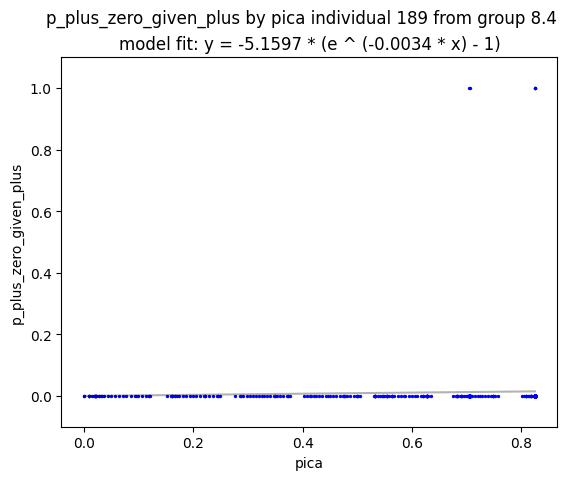 p_plus_zero_given_plus by pica individual 189 from group 8.4
model fit: y = -5.1597 * (e ^ (-0.0034 * x) - 1)
1.0
0.8
0.6
0.4
0.2
0.0
p_plus_zero_given_plus
0.0 0.2 0.4 0.6 0.8
pica